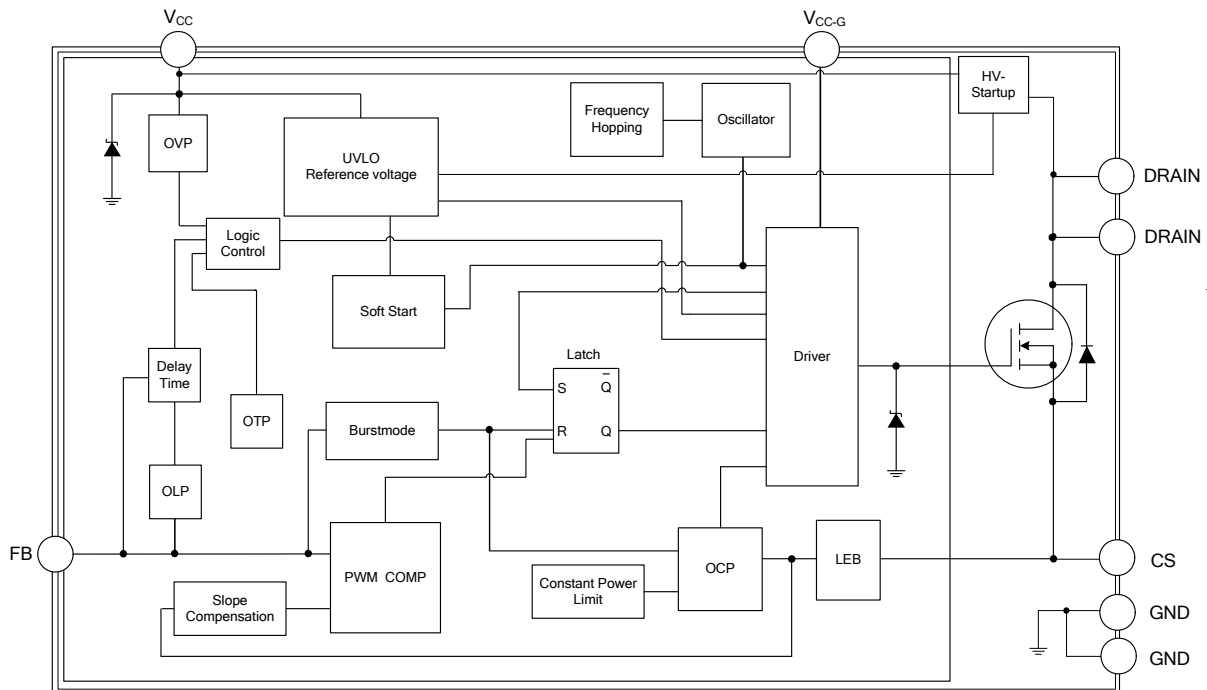 VCC
VCC-G
HV-
Startup
Frequency
Hopping
Oscillator
OVP
UVLO
Reference voltage
DRAIN
DRAIN
Logic
Control
Soft Start
Driver
Latch
Delay
Time
S
Q
R
Q
OTP
Burstmode
OLP
FB
PWM COMP
OCP
LEB
CS
Constant Power
Limit
Slope
Compensation
GND
GND